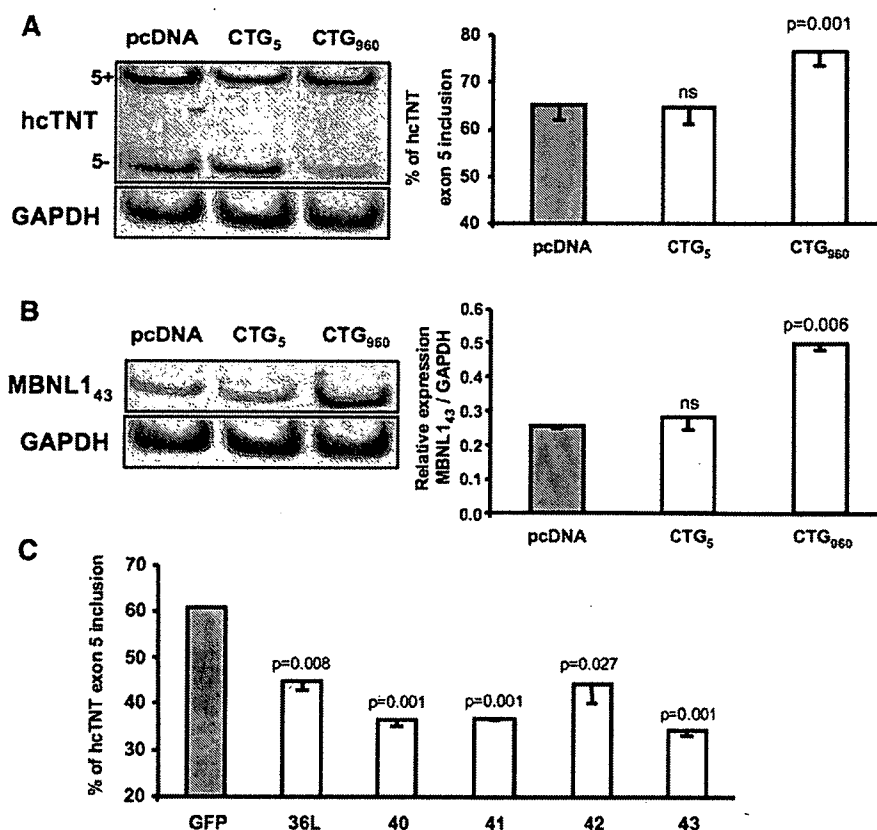 A
pcDNA CTG5 CTG960
5+
hcTNT
5-
GAPDH
% of hcTNT
exon 5 inclusion
80
70
60
50
40
ns
p=0.001
pcDNA CTG5 CTG960
B
pcDNA CTG5 CTG960
MBNL143
GAPDH
Relative expression
MBNL143 / GAPDH
0.6
0.5
0.4
0.3
0.2
0.1
0.0
ns
p=0.006
pcDNA CTG5 CTG960
C
% of hcTNT exon 5 inclusion
70
60
50
40
30
20
p=0.008
p=0.001
p=0.001
p=0.027
p=0.001
GFP 36L 40 41 42 43